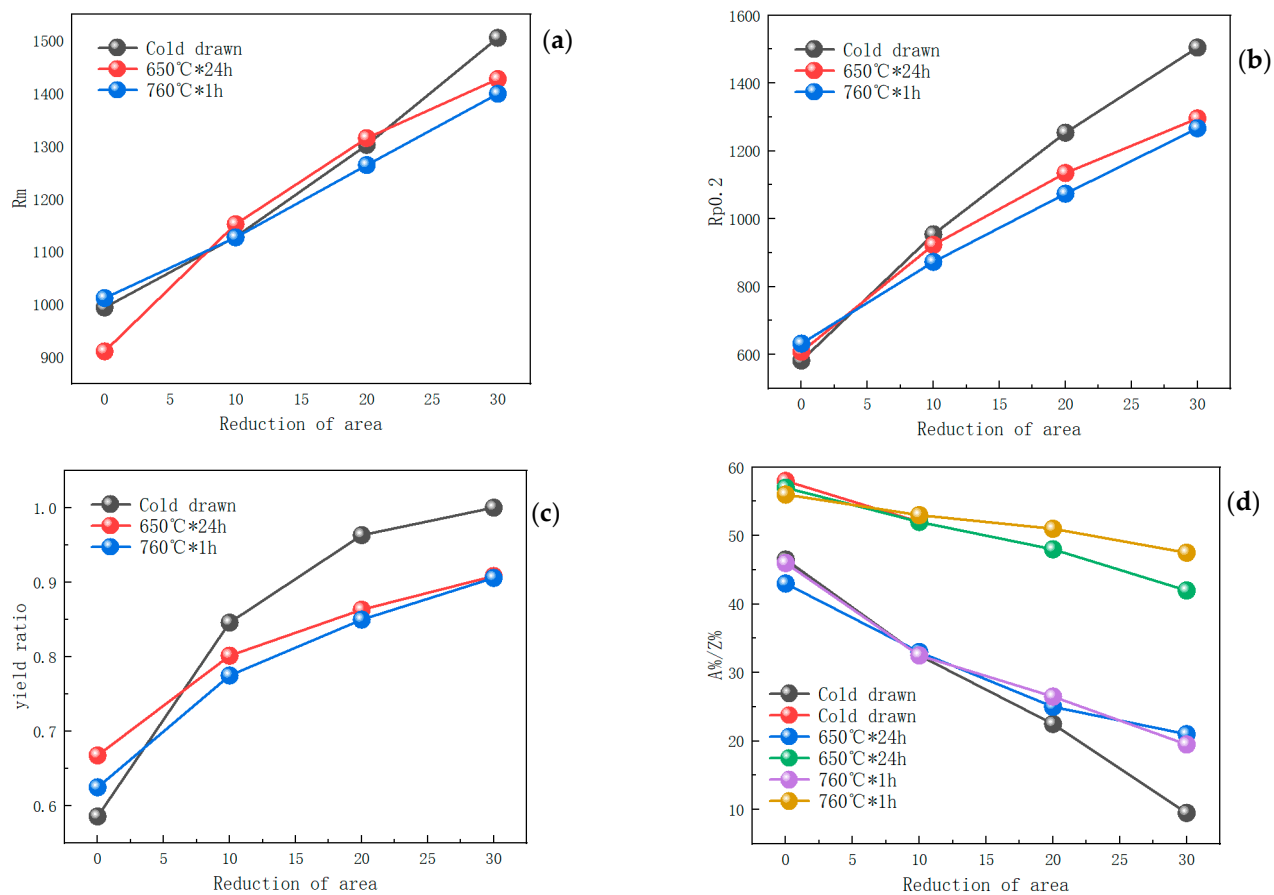 (a)
Cold drawn
650℃*24h
760℃*1h
1500
1400
1300
1200
1100
1000
900
Rm
0 5 10 15 20 25 30
Reduction of area
(b)
Cold drawn
650℃*24h
760℃*1h
1600
1400
1200
1000
800
600
Rp0.2
0 5 10 15 20 25 30
Reduction of area
(c)
Cold drawn
650℃*24h
760℃*1h
1.0
0.9
0.8
0.7
0.6
yield ratio
0 5 10 15 20 25 30
Reduction of area
(d)
60
50
40
30
20
10
A%/Z%
Cold drawn
Cold drawn
650℃*24h
650℃*24h
760℃*1h
760℃*1h
0 5 10 15 20 25 30
Reduction of area